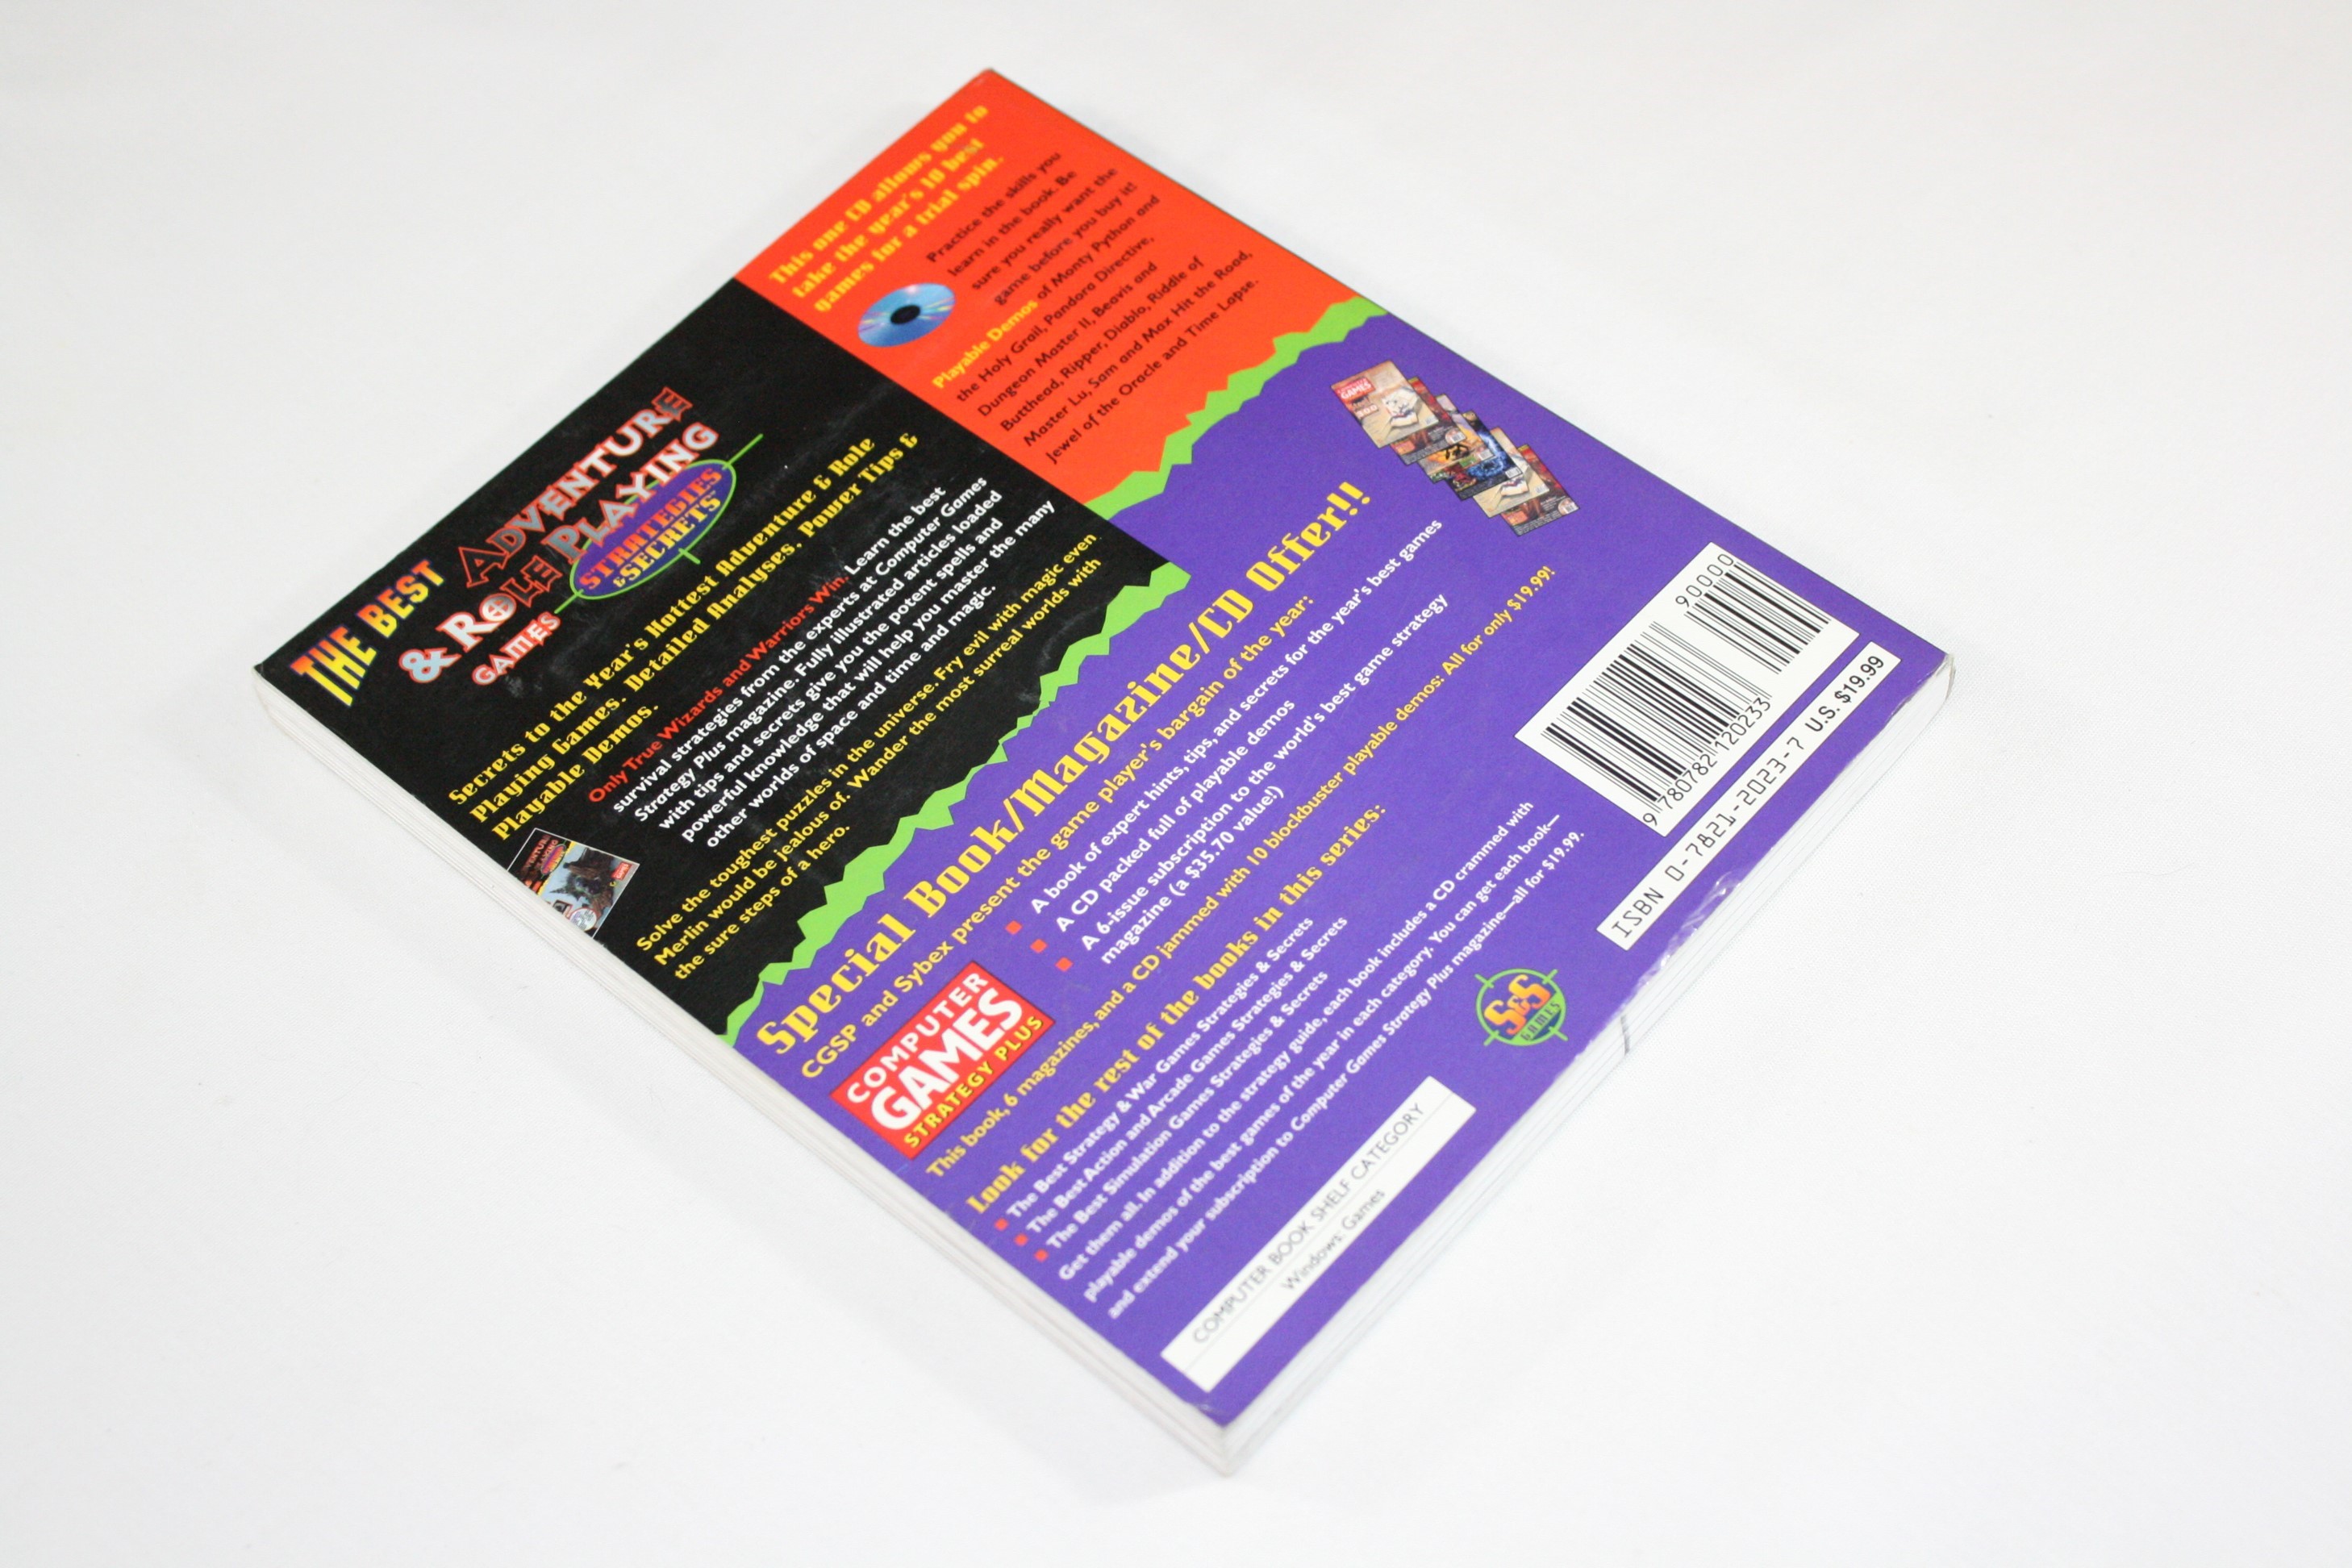 THE BEST
ADVENTURE
& ROLE PLAYING
GAMES
STRATEGIES
& SECRETS™
Secrets to the Year's Hottest Adventure & Role
Playing Games. Detailed Analyses, Power Tips &
Playable Demos.
Only True Wizards and Warriors Win. Learn the best
survival strategies from the experts at Computer Games
Strategy Plus magazine. Fully illustrated articles loaded
with tips and secrets give you the potent spells and
powerful knowledge that will help you master the many
other worlds of space and time and magic.
Solve the toughest puzzles in the universe. Fry evil with magic even
Merlin would be jealous of. Wander the most surreal worlds with
the sure steps of a hero.
This one CD allows you to
take the year's 10 best
games for a trial spin.
Practice the skills you
learn in the book. Be
sure you really want the
game before you buy it!
Playable Demos of Monty Python and
the Holy Grail, Pandora Directive,
Dungeon Master II, Beavis and
Butthead, Ripper, Diablo, Riddle of
Master Lu, Sam and Max Hit the Road,
Jewel of the Oracle and Time Lapse.
Special Book/Magazine/CD Offer!!
CGSP and Sybex present the game player's bargain of the year:
COMPUTER
GAMES
STRATEGY PLUS
A book of expert hints, tips, and secrets for the year's best games
A CD packed full of playable demos
A 6-issue subscription to the world's best game strategy
magazine (a $35.70 value!)
This book, 6 magazines, and a CD jammed with 10 blockbuster playable demos: All for only $19.99!
Look for the rest of the books in this series:
The Best Strategy & War Games Strategies & Secrets
The Best Action and Arcade Games Strategies & Secrets
The Best Simulation Games Strategies & Secrets
Get them all. In addition to the strategy guide, each book includes a CD crammed with
playable demos of the best games of the year in each category. You can get each book—
and extend your subscription to Computer Games Strategy Plus magazine—all for $19.99.
COMPUTER BOOK SHELF CATEGORY
Windows: Games
S&S
GAMES
90000
9 780782 120233
ISBN 0-7821-2023-7 U.S. $19.99